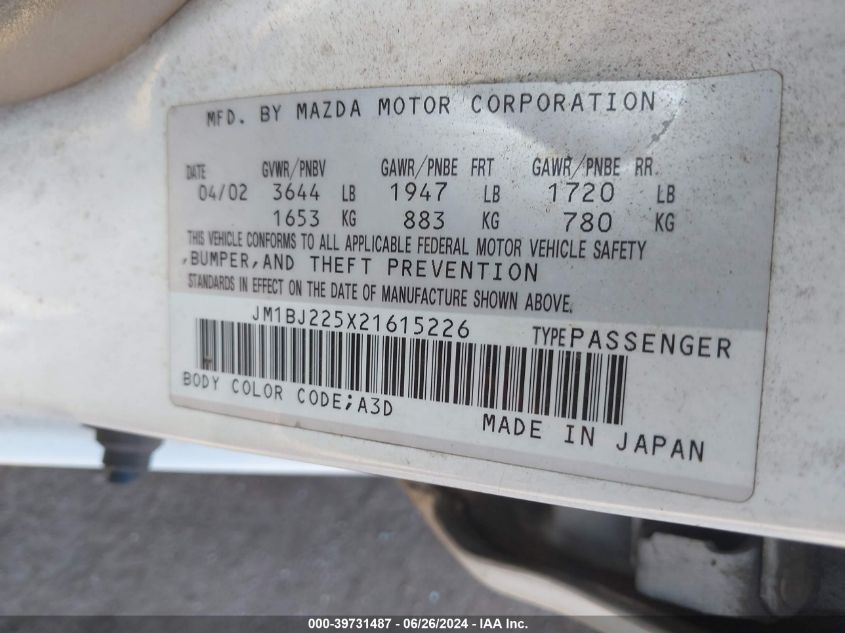 MFD. BY MAZDA MOTOR CORPORATION
DATE GVWR/PNBV GAWR/PNBE FRT GAWR/PNBE RR.
04/02 3644 LB 1947 LB 1720 LB
1653 KG 883 KG 780 KG
THIS VEHICLE CONFORMS TO ALL APPLICABLE FEDERAL MOTOR VEHICLE SAFETY
,BUMPER,AND THEFT PREVENTION
STANDARDS IN EFFECT ON THE DATE OF MANUFACTURE SHOWN ABOVE.
JM1BJ225X21615226 TYPE PASSENGER
BODY COLOR CODE;A3D
MADE IN JAPAN
000-39731487 / 06/26/2024 - IAA Inc.